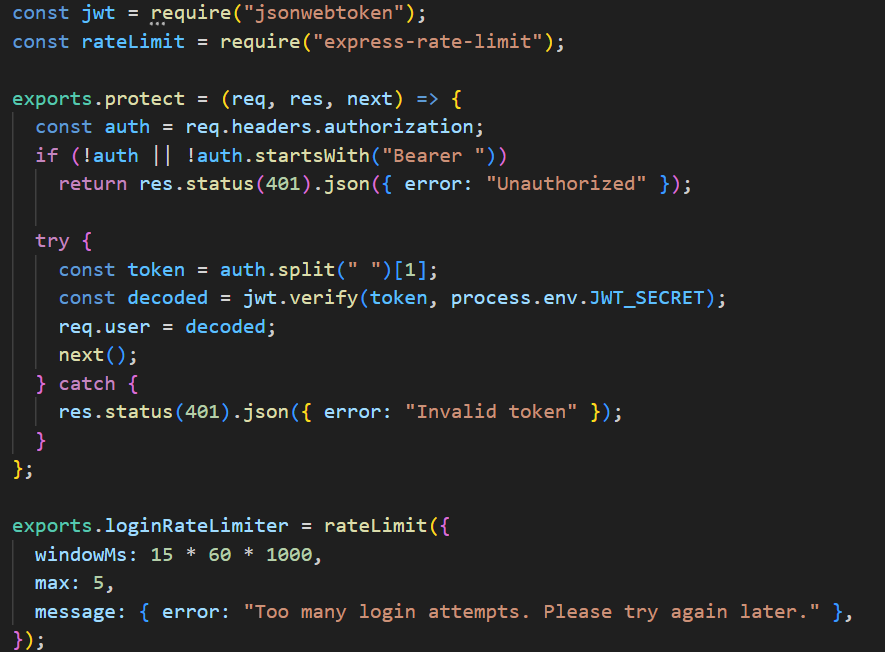 const jwt = require("jsonwebtoken");
const rateLimit = require("express-rate-limit");
exports.protect = (req, res, next) => {
const auth = req.headers.authorization;
if (!auth || !auth.startsWith("Bearer "))
return res.status(401).json({ error: "Unauthorized" });
try {
const token = auth.split(" ")[1];
const decoded = jwt.verify(token, process.env.JWT_SECRET);
req.user = decoded;
next();
} catch {
res.status(401).json({ error: "Invalid token" });
}
};
exports.loginRateLimiter = rateLimit({
windowMs: 15 * 60 * 1000,
max: 5,
message: { error: "Too many login attempts. Please try again later." },
});